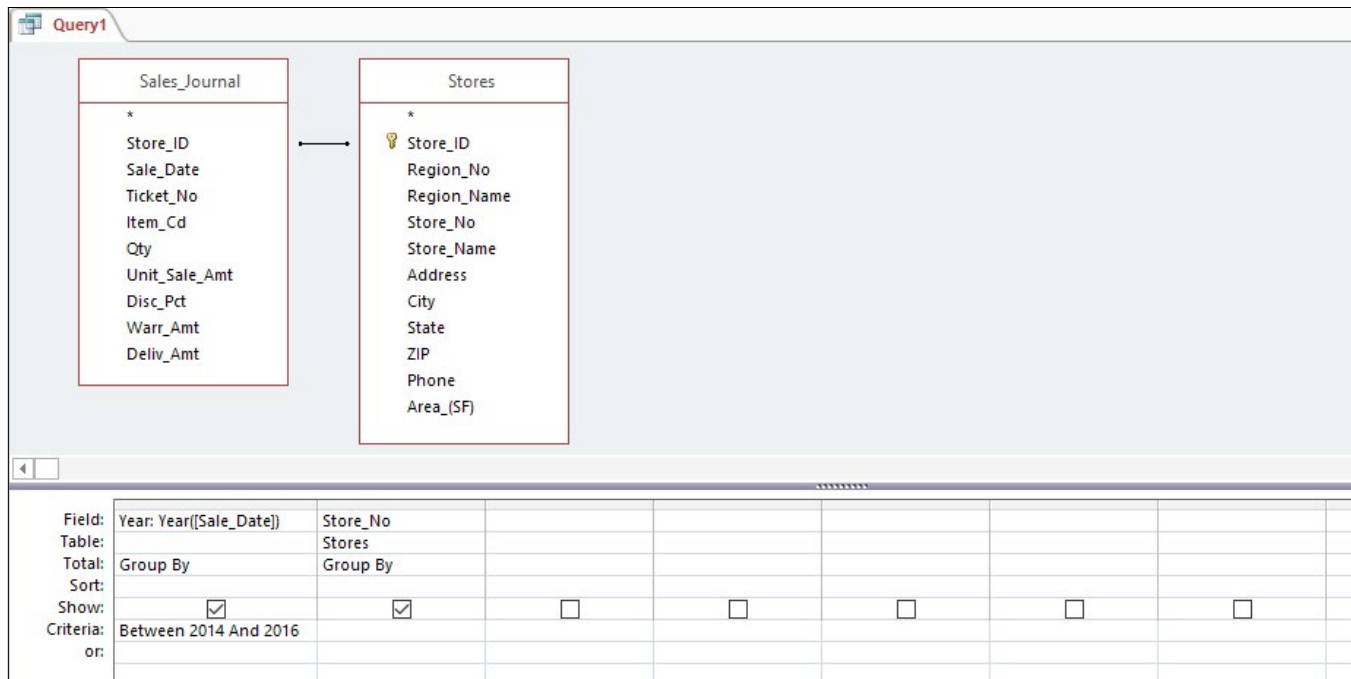 Query1
Sales_Journal
*
Store_ID
Sale_Date
Ticket_No
Item_Cd
Qty
Unit_Sale_Amt
Disc_Pct
Warr_Amt
Deliv_Amt
Stores
*
Store_ID
Region_No
Region_Name
Store_No
Store_Name
Address
City
State
ZIP
Phone
Area_(SF)
Field: Year: Year([Sale_Date]) Store_No
Table: Stores
Total: Group By Group By
Sort:
Show:
Criteria: Between 2014 And 2016
or: